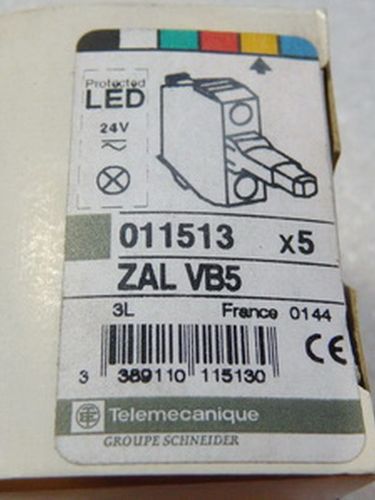 Protected
LED
24V
011513 x5
ZAL VB5
3L France 0144
CE
3 389110 115130
Telemecanique
GROUPE SCHNEIDER